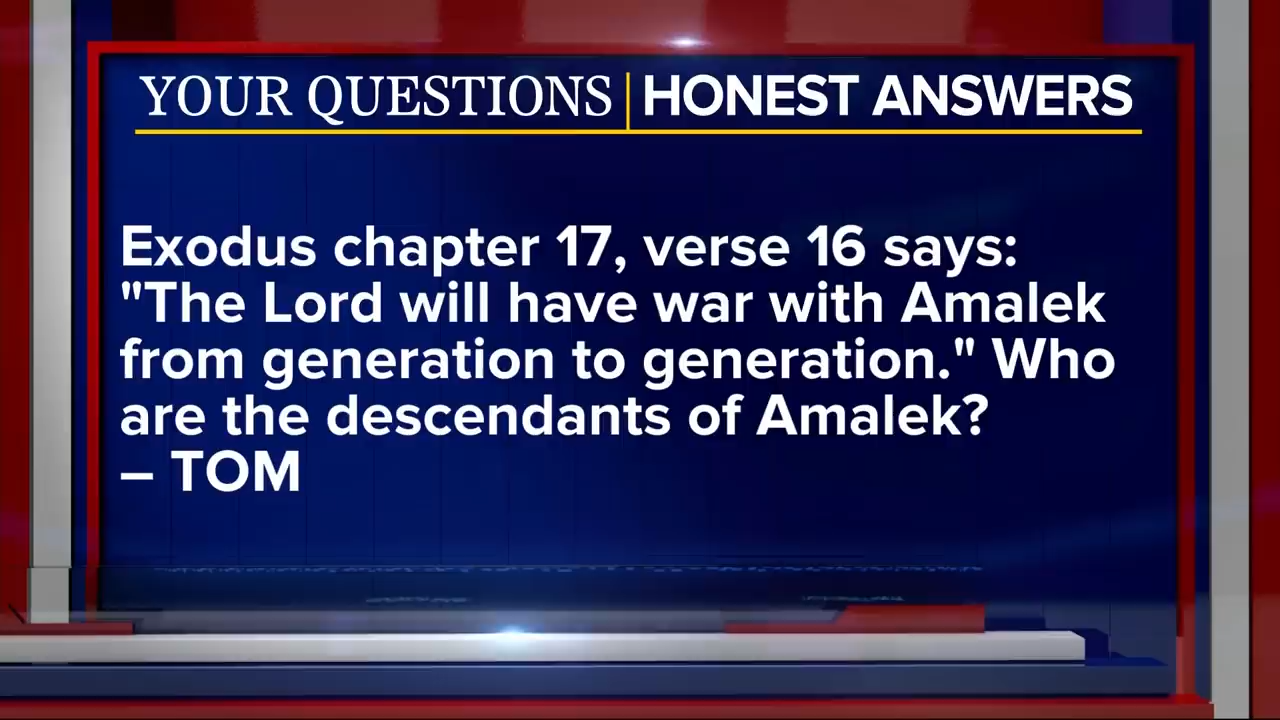 YOUR QUESTIONS | HONEST ANSWERS
Exodus chapter 17, verse 16 says:
"The Lord will have war with Amalek
from generation to generation." Who
are the descendants of Amalek?
– TOM